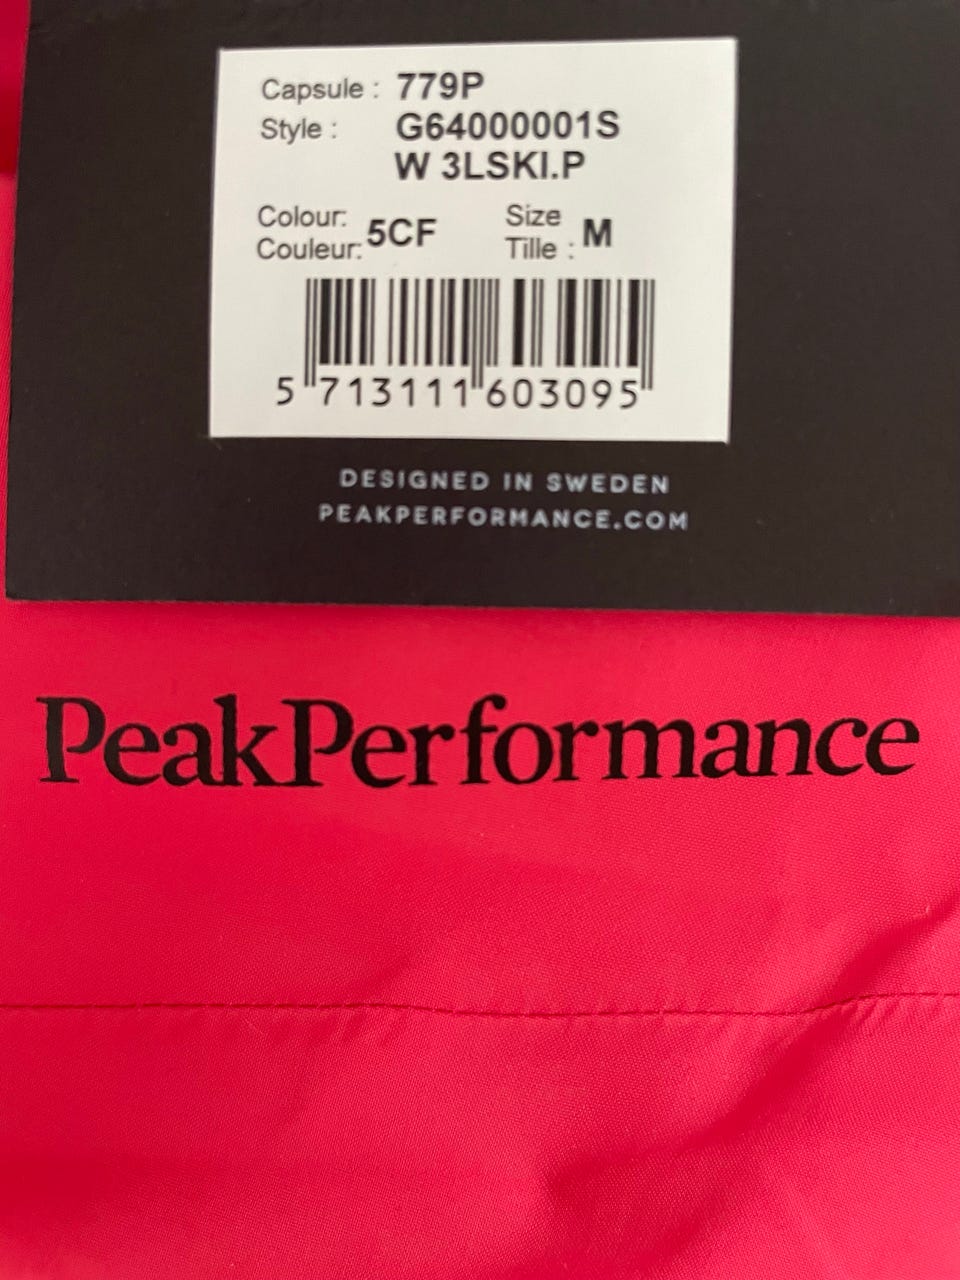 Capsule : 779P
Style : G64000001S
W 3LSKI.P
Colour: Size
Couleur: 5CF Tille : M
5 713111 603095
DESIGNED IN SWEDEN
PEAKPERFORMANCE.COM
PeakPerformance